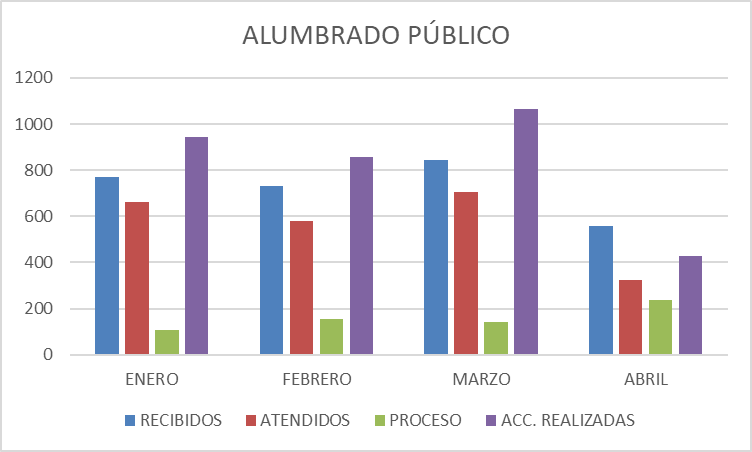 ALUMBRADO PÚBLICO
1200
1000
800
600
400
200
0
ENERO FEBRERO MARZO ABRIL
RECIBIDOS ATENDIDOS PROCESO ACC. REALIZADAS